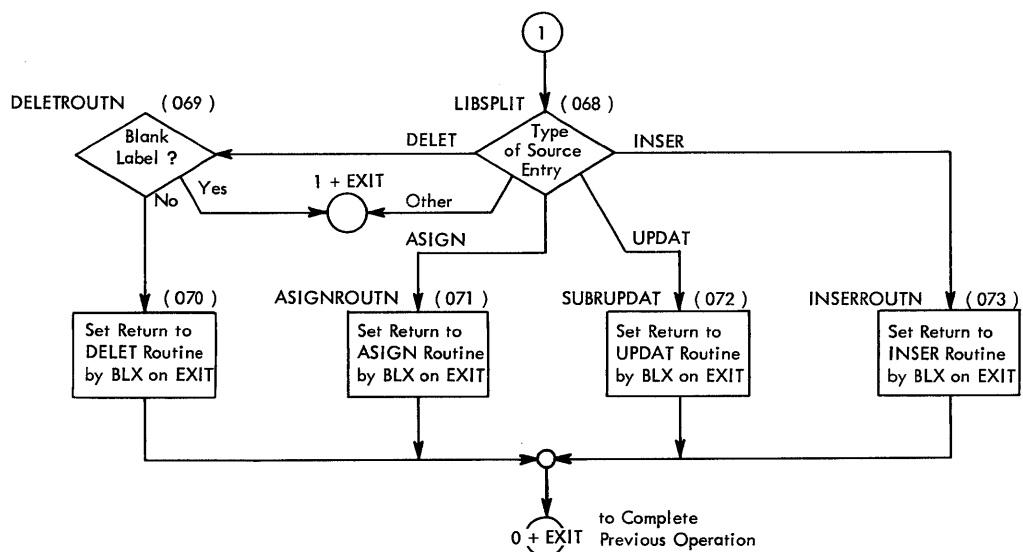 1
DELETROUTN
(069)
LIBSPLIT
(068)
Blank
Label ?
DELET
Type
of Source
Entry
INSER
Yes
No
1 + EXIT
Other
ASIGN
UPDAT
(070)
ASIGNROUTN
(071)
SUBRUPDAT
(072)
INSERROUTN
(073)
Set Return to
DELET Routine
by BLX on EXIT
Set Return to
ASIGN Routine
by BLX on EXIT
Set Return to
UPDAT Routine
by BLX on EXIT
Set Return to
INSER Routine
by BLX on EXIT
0 + EXIT
to Complete
Previous Operation